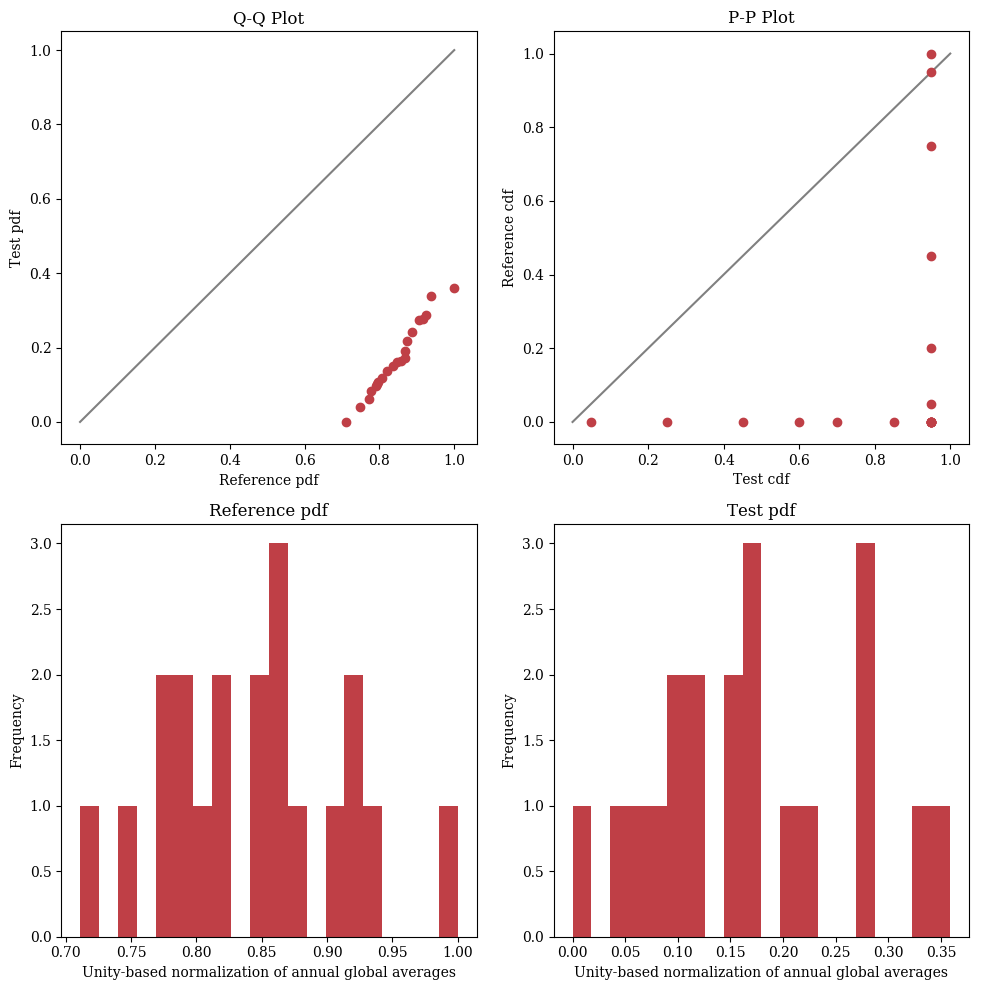 Q-Q Plot
1.0
0.8
0.6
0.4
0.2
0.0
Test pdf
0.0 0.2 0.4 0.6 0.8 1.0
Reference pdf
P-P Plot
1.0
0.8
0.6
0.4
0.2
0.0
Reference cdf
0.0 0.2 0.4 0.6 0.8 1.0
Test cdf
Reference pdf
3.0
2.5
2.0
1.5
1.0
0.5
0.0
Frequency
0.70 0.75 0.80 0.85 0.90 0.95 1.00
Unity-based normalization of annual global averages
Test pdf
3.0
2.5
2.0
1.5
1.0
0.5
0.0
Frequency
0.00 0.05 0.10 0.15 0.20 0.25 0.30 0.35
Unity-based normalization of annual global averages